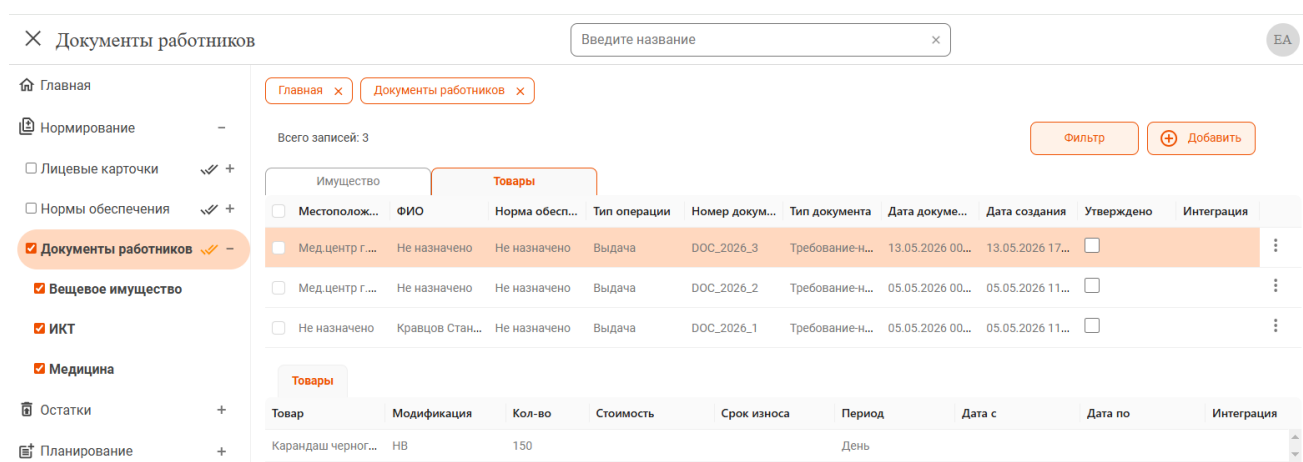 Документы работников
Введите название
EA
Главная
Нормирование
Лицевые карточки
Нормы обеспечения
Документы работников
Вещевое имущество
ИКТ
Медицина
Остатки
Планирование
Главная Документы работников
Всего записей: 3
Фильтр Добавить
Имущество Товары
Местополож... ФИО Норма обесп... Тип операции Номер докум... Тип документа Дата докуме... Дата создания Утверждено Интеграция
Мед.центр г.... Не назначено Не назначено Выдача DOC_2026_3 Требование-н... 13.05.2026 00... 13.05.2026 17...
Мед.центр г.... Не назначено Не назначено Выдача DOC_2026_2 Требование-н... 05.05.2026 00... 05.05.2026 11...
Не назначено Кравцов Стан... Не назначено Выдача DOC_2026_1 Требование-н... 05.05.2026 00... 05.05.2026 11...
Товары
Товар Модификация Кол-во Стоимость Срок износа Период Дата с Дата по Интеграция
Карандаш черног... НВ 150 День